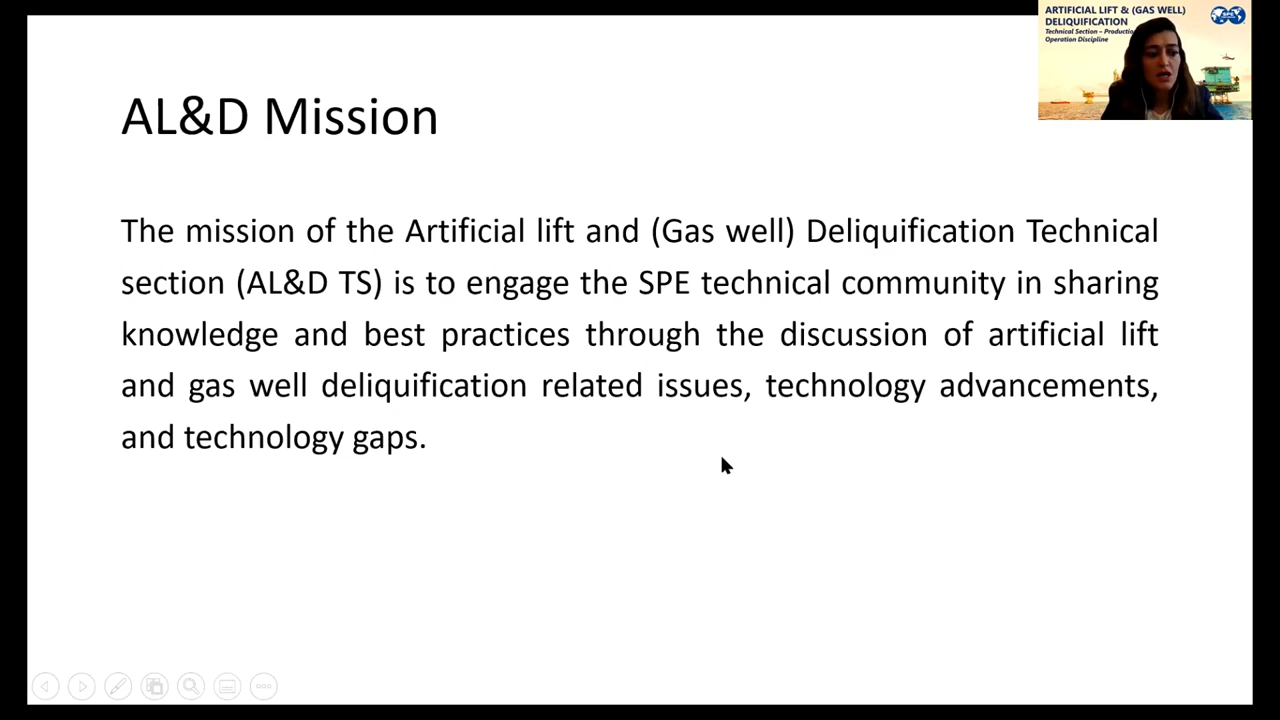 ARTIFICIAL LIFT & (GAS WELL)
DELIQUIFICATION
Technical Section –
Operation Discipline
SPE
AL&D Mission
The mission of the Artificial lift and (Gas well) Deliquification Technical
section (AL&D TS) is to engage the SPE technical community in sharing
knowledge and best practices through the discussion of artificial lift
and gas well deliquification related issues, technology advancements,
and technology gaps.